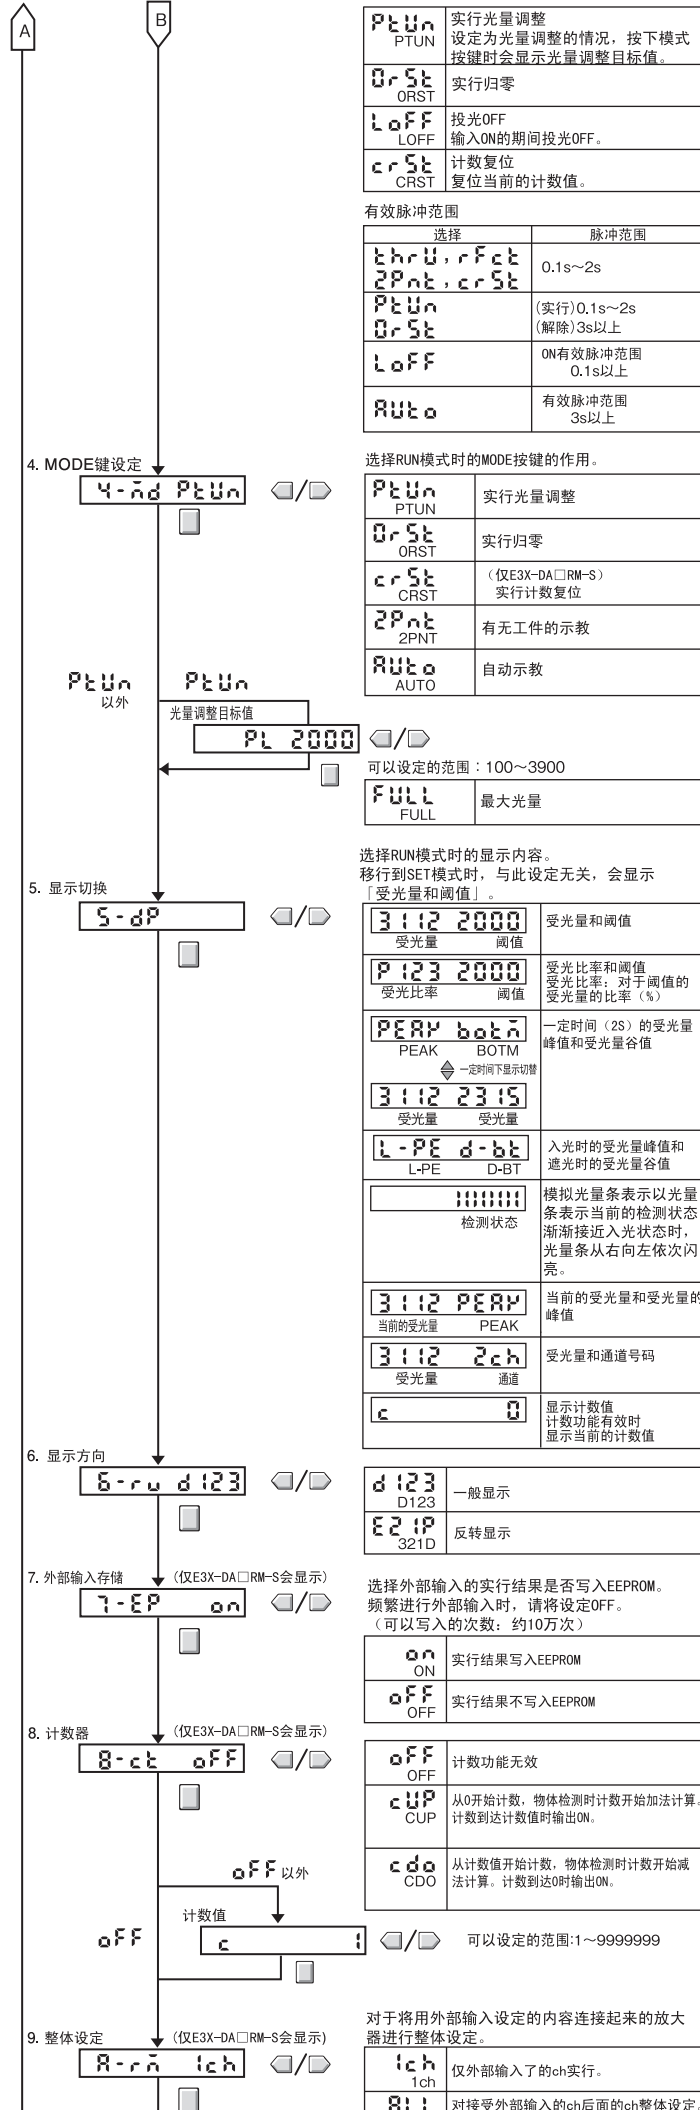 A
B
PtUn
PTUN
实行光量调整
设定为光量调整的情况，按下模式
按键时会显示光量调整目标值。
0rSt
0RST
实行归零
LoFF
LOFF
投光OFF
输入ON的期间投光OFF。
crSt
CRST
计数复位
复位当前的计数值。
有效脉冲范围
选择
脉冲范围
thrU,rFct
2Pnt,crSt
0.1s～2s
PtUn
0rSt
(实行)0.1s～2s
(解除)3s以上
LoFF
ON有效脉冲范围
0.1s以上
AUto
有效脉冲范围
3s以上
4. MODE键设定
4-md PtUn
选择RUN模式时的MODE按键的作用。
PtUn
PTUN
实行光量调整
0rSt
0RST
实行归零
crSt
CRST
（仅E3X-DA□RM-S）
实行计数复位
2Pnt
2PNT
有无工件的示教
AUto
AUTO
自动示教
PtUn
以外
PtUn
光量调整目标值
PL 2000
可以设定的范围：100～3900
FULL
FULL
最大光量
5. 显示切换
5-dP
选择RUN模式时的显示内容。
移行到SET模式时，与此设定无关，会显示
「受光量和阈值」。
3112 2000
受光量 阈值
受光量和阈值
P123 2000
受光比率 阈值
受光比率和阈值
受光比率：对于阈值的
受光量的比率（%）
PEAK botm
PEAK BOTM
一定时间下显示切替
3112 2315
受光量 受光量
一定时间（2S）的受光量
峰值和受光量谷值
L-PE d-bt
L-PE D-BT
入光时的受光量峰值和
遮光时的受光量谷值
检测状态
模拟光量条表示以光量
条表示当前的检测状态
渐渐接近入光状态时，
光量条从右向左依次闪
亮。
3112 PEAK
当前的受光量 PEAK
当前的受光量和受光量的
峰值
3112 2ch
受光量 通道
受光量和通道号码
c 0
显示计数值
计数功能有效时
显示当前的计数值
6. 显示方向
6-ru d123
d123
D123
一般显示
EZ1P
321D
反转显示
7. 外部输入存储
（仅E3X-DA□RM-S会显示）
7-EP on
选择外部输入的实行结果是否写入EEPROM。
频繁进行外部输入时，请将设定OFF。
（可以写入的次数：约10万次）
on
ON
实行结果写入EEPROM
oFF
OFF
实行结果不写入EEPROM
8. 计数器
（仅E3X-DA□RM-S会显示）
8-ct oFF
oFF
OFF
计数功能无效
cUP
CUP
从0开始计数，物体检测时计数开始加法计算。
计数到达计数值时输出ON。
cdo
CDO
从计数值开始计数，物体检测时计数开始减
法计算。计数到达0时输出ON。
oFF以外
计数值
oFF
c 1
可以设定的范围:1～9999999
9. 整体设定
（仅E3X-DA□RM-S会显示）
A-rm 1ch
对于将用外部输入设定的内容连接起来的放大
器进行整体设定。
1ch
1ch
仅外部输入了的ch实行。
ALL
对接受外部输入的ch后面的ch整体设定